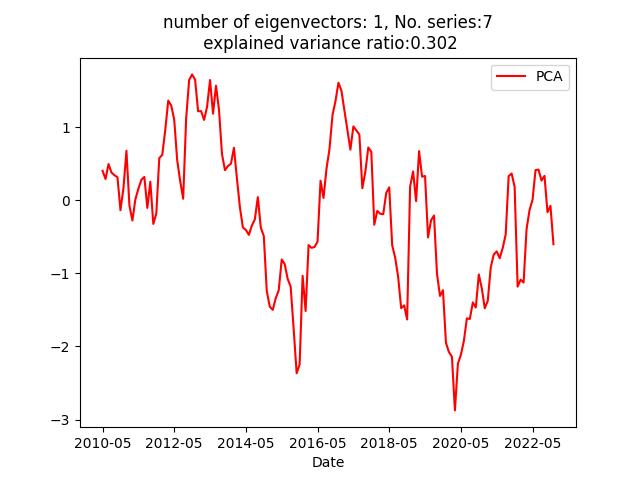 number of eigenvectors: 1, No. series:7
explained variance ratio:0.302
PCA
1
0
−1
−2
−3
2010-05 2012-05 2014-05 2016-05 2018-05 2020-05 2022-05
Date